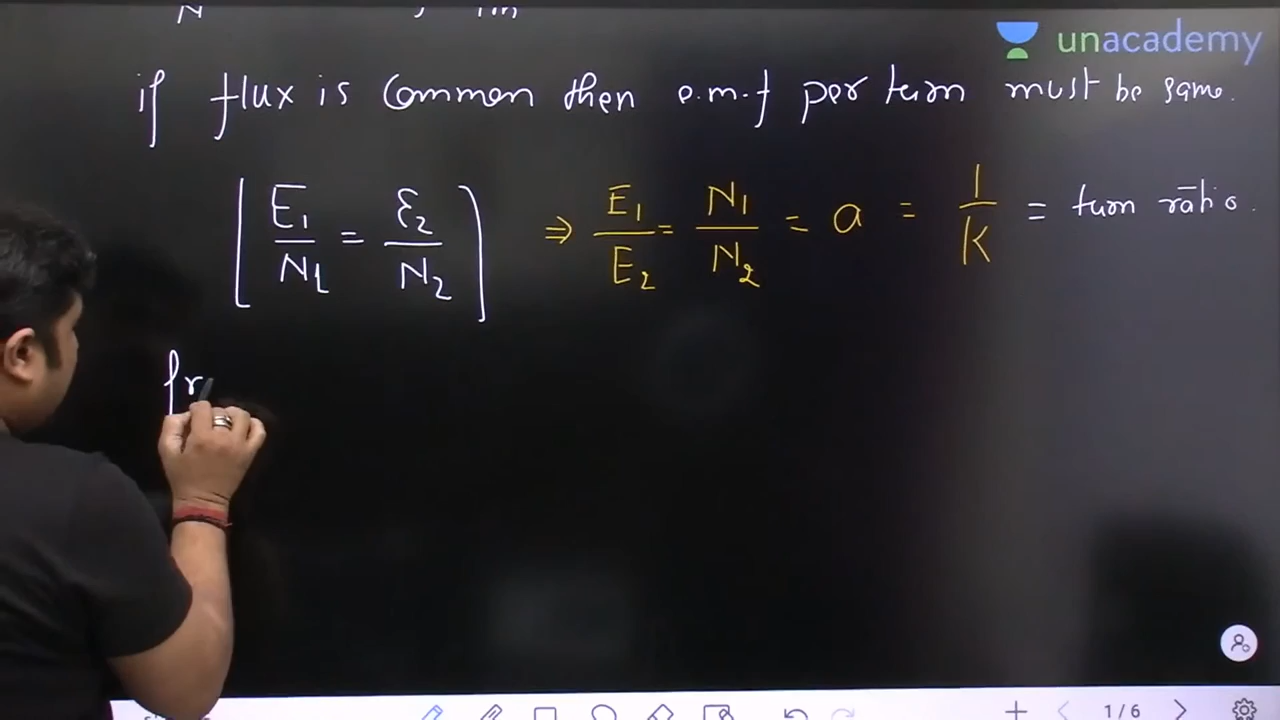 unacademy
if flux is common then e.m.f per turn must be same.
[E₁/N₁ = E₂/N₂] ⇒ E₁/E₂ = N₁/N₂ = a = 1/K = turn ratio.
fr
1/6